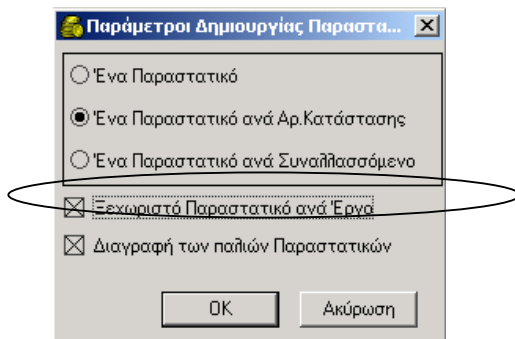 Παράμετροι Δημιουργίας Παραστα...
Ένα Παραστατικό
Ένα Παραστατικό ανά Αρ.Κατάστασης
Ένα Παραστατικό ανά Συναλλασσόμενο
Ξεχωριστό Παραστατικό ανά Έργο
Διαγραφή των παλιών Παραστατικών
OK Ακύρωση